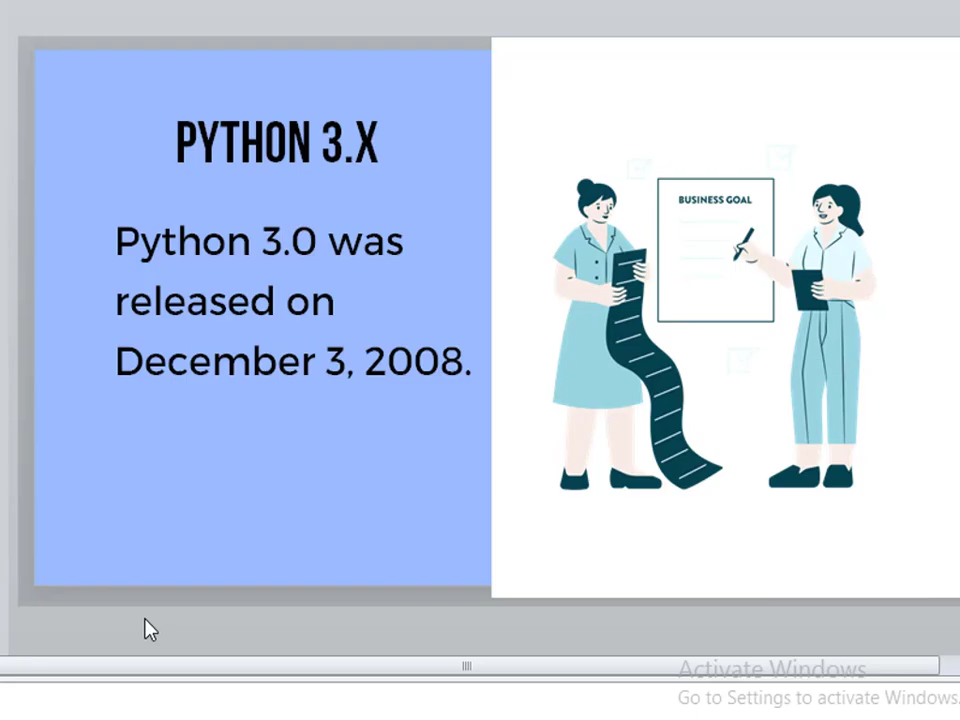 PYTHON 3.X
Python 3.0 was
released on
December 3, 2008.
BUSINESS GOAL
Activate Windows
Go to Settings to activate Windows.